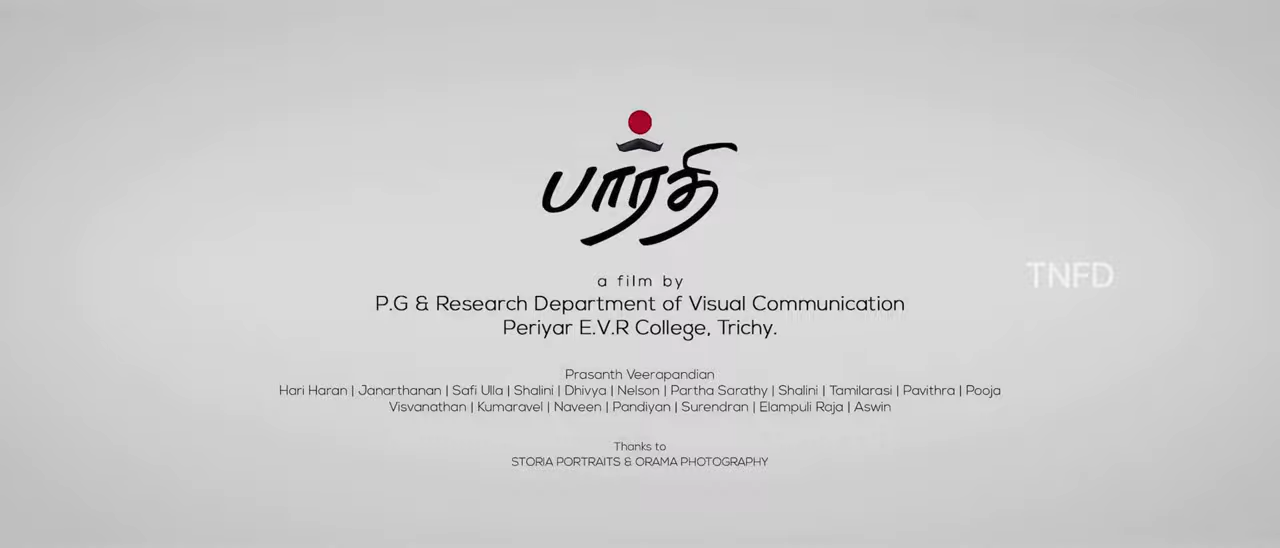 பாரதி
a film by
P.G & Research Department of Visual Communication
Periyar E.V.R College, Trichy.
TNFD
Prasanth Veerapandian
Hari Haran | Janarthanan | Safi Ulla | Shalini | Dhivya | Nelson | Partha Sarathy | Shalini | Tamilarasi | Pavithra | Pooja
Visvanathan | Kumaravel | Naveen | Pandiyan | Surendran | Elampuli Raja | Aswin
Thanks to
STORIA PORTRAITS & ORAMA PHOTOGRAPHY